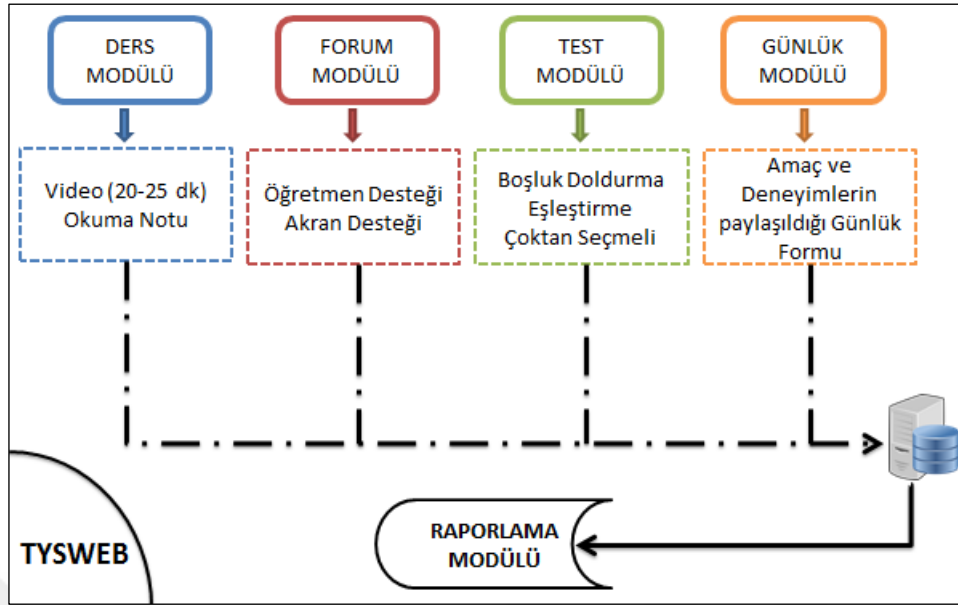 DERS
MODÜLÜ
FORUM
MODÜLÜ
TEST
MODÜLÜ
GÜNLÜK
MODÜLÜ
Video (20-25 dk)
Okuma Notu
Öğretmen Desteği
Akran Desteği
Boşluk Doldurma
Eşleştirme
Çoktan Seçmeli
Amaç ve
Deneyimlerin
paylaşıldığı Günlük
Formu
RAPORLAMA
MODÜLÜ
TYSWEB